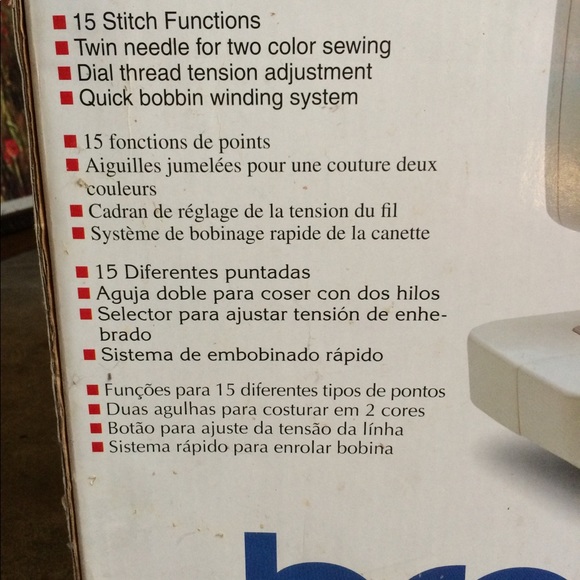 15 Stitch Functions
Twin needle for two color sewing
Dial thread tension adjustment
Quick bobbin winding system
15 fonctions de points
Aiguilles jumelées pour une couture deux
couleurs
Cadran de réglage de la tension du fil
Système de bobinage rapide de la canette
15 Diferentes puntadas
Aguja doble para coser con dos hilos
Selector para ajustar tensión de enhe-
brado
Sistema de embobinado rápido
Funções para 15 diferentes tipos de pontos
Duas agulhas para costurar em 2 cores
Botão para ajuste da tensão da línha
Sistema rápido para enrolar bobina